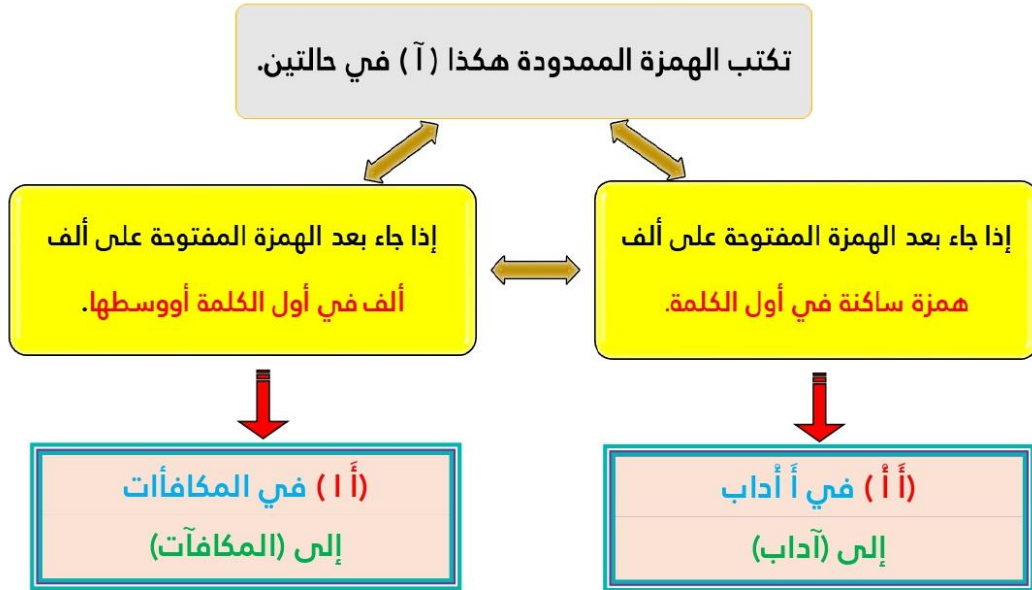 تكتب الهمزة الممدودة هكذا ( آ ) في حالتين.
إذا جاء بعد الهمزة المفتوحة على ألف
همزة ساكنة في أول الكلمة.
إذا جاء بعد الهمزة المفتوحة على ألف
ألف في أول الكلمة أووسطها.
(أَ أْ ) في أَ أْداب
إلى (آداب)
(أَ ا ) في المكافأات
إلى (المكافآت)